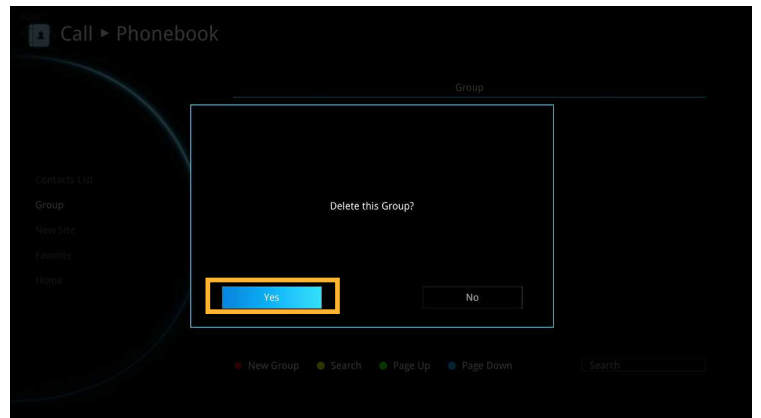 Call ▸ Phonebook
Group
Contacts List
Group
New Site
Favorite
Home
Delete this Group?
Yes No
New Group Search Page Up Page Down Search